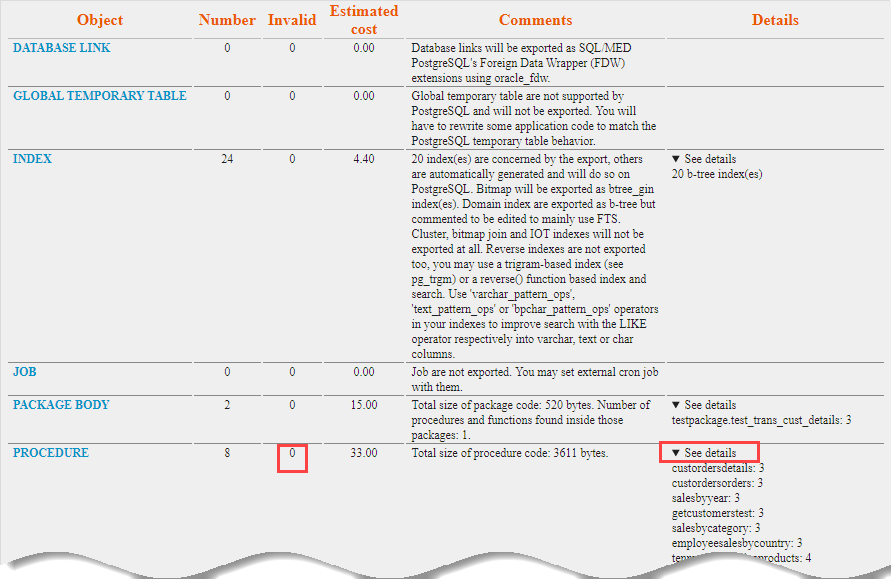 Object Number Invalid Estimated cost Comments Details
DATABASE LINK 0 0 0.00 Database links will be exported as SQL/MED
PostgreSQL's Foreign Data Wrapper (FDW)
extensions using oracle_fdw.
GLOBAL TEMPORARY TABLE 0 0 0.00 Global temporary table are not supported by
PostgreSQL and will not be exported. You will
have to rewrite some application code to match the
PostgreSQL temporary table behavior.
INDEX 24 0 4.40 20 index(es) are concerned by the export, others ▼ See details
are automatically generated and will do so on 20 b-tree index(es)
PostgreSQL. Bitmap will be exported as btree_gin
index(es). Domain index are exported as b-tree but
commented to be edited to mainly use FTS.
Cluster, bitmap join and IOT indexes will not be
exported at all. Reverse indexes are not exported
too, you may use a trigram-based index (see
pg_trgm) or a reverse() function based index and
search. Use 'varchar_pattern_ops',
'text_pattern_ops' or 'bpchar_pattern_ops' operators
in your indexes to improve search with the LIKE
operator respectively into varchar, text or char
columns.
JOB 0 0 0.00 Job are not exported. You may set external cron job
with them.
PACKAGE BODY 2 0 15.00 Total size of package code: 520 bytes. Number of ▼ See details
procedures and functions found inside those testpackage.test_trans_cust_details: 3
packages: 1.
PROCEDURE 8 0 33.00 Total size of procedure code: 3611 bytes. ▼ See details
custordersdetails: 3
custordersorders: 3
salesbyyear: 3
getcustomerstest: 3
salesbycategory: 3
employeesalesbycountry: 3
products: 4